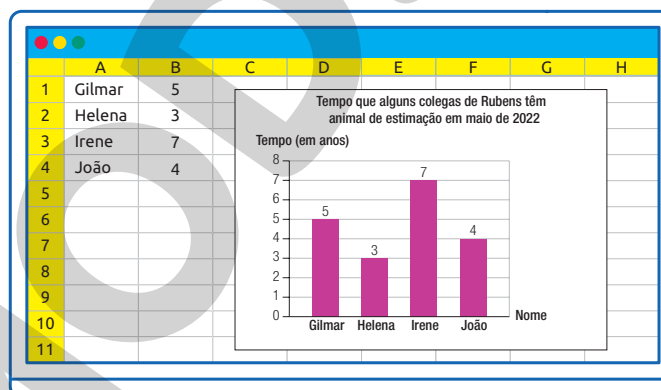 A B C D E F G H
1 Gilmar 5
2 Helena 3
3 Irene 7
4 João 4
5
6
7
8
9
10
11
Tempo que alguns colegas de Rubens têm
animal de estimação em maio de 2022
Tempo (em anos)
8
7
6
5
4
3
2
1
0
5
3
7
4
Gilmar Helena Irene João
Nome